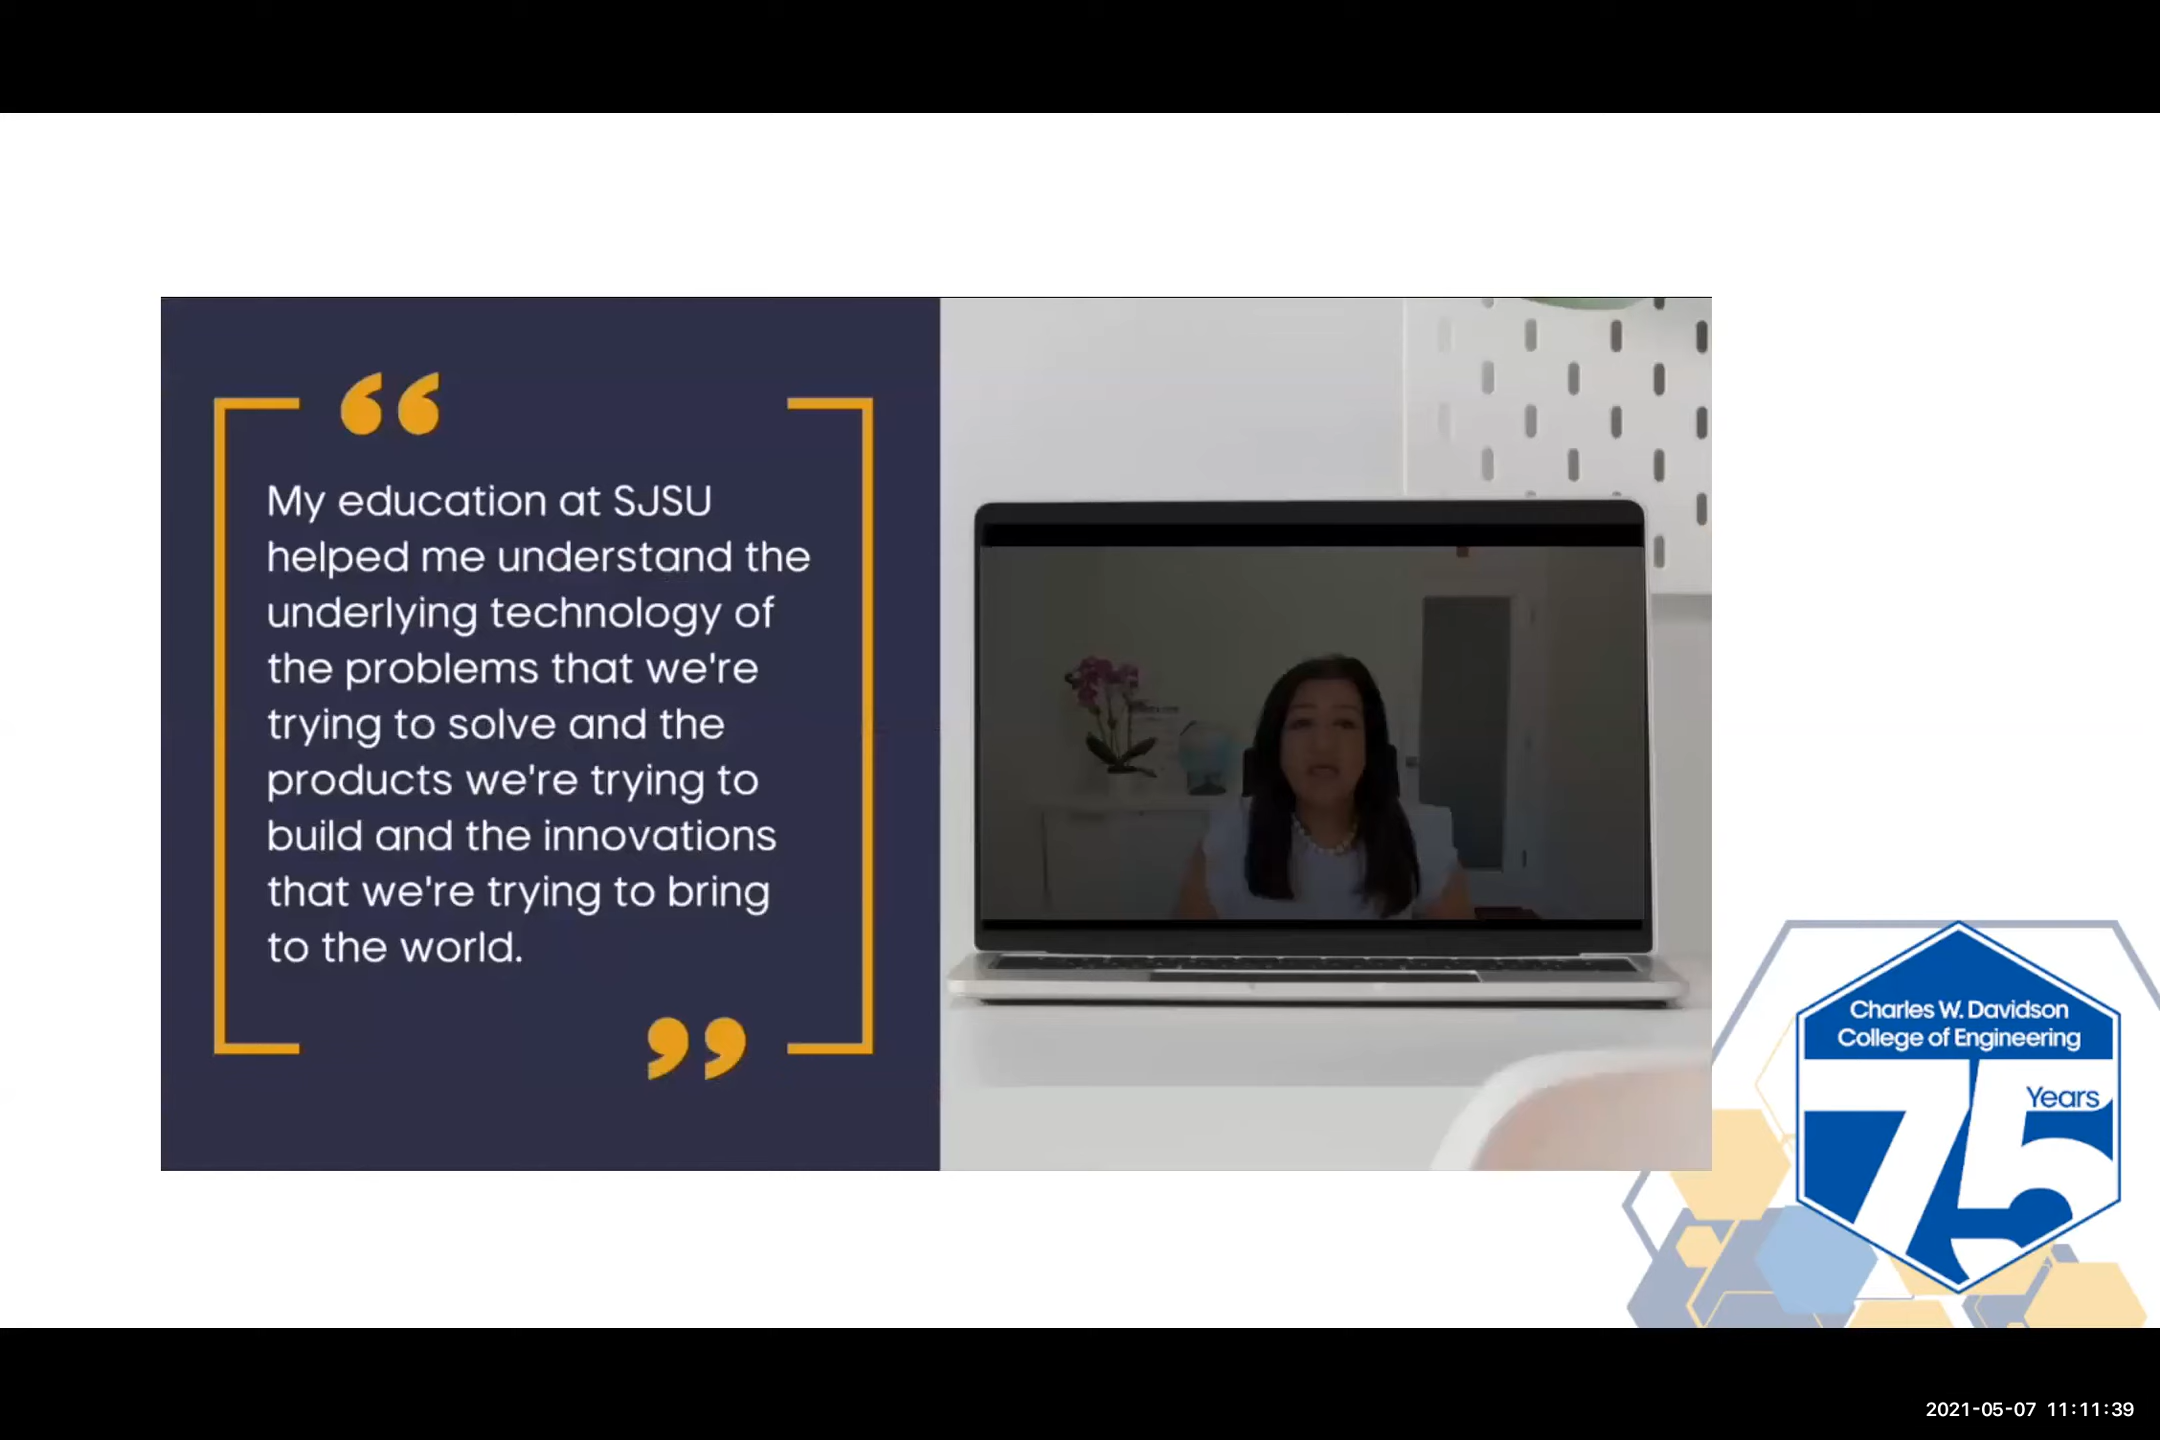 My education at SJSU
helped me understand the
underlying technology of
the problems that we're
trying to solve and the
products we're trying to
build and the innovations
that we're trying to bring
to the world.
Charles W. Davidson
College of Engineering
75
Years
2021-05-07 11:11:39